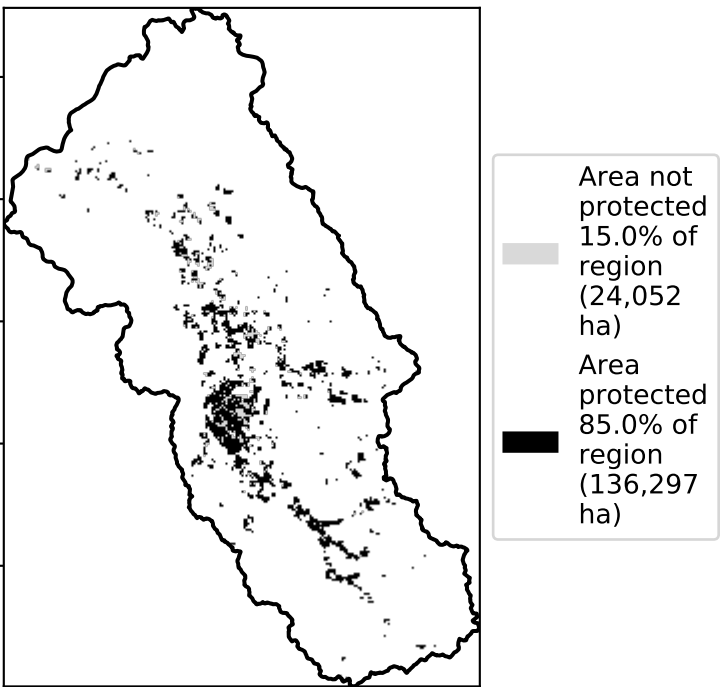 Area not
protected
15.0% of
region
(24,052
ha)
Area
protected
85.0% of
region
(136,297
ha)